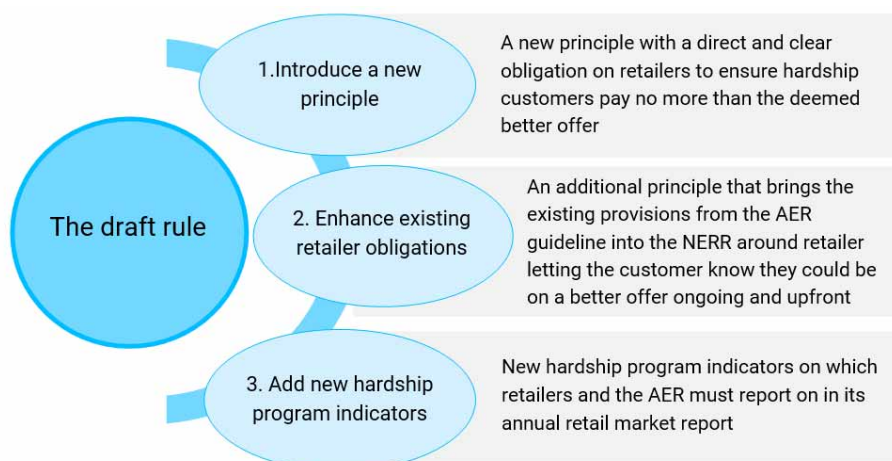 The draft rule
1.Introduce a new
principle
A new principle with a direct and clear
obligation on retailers to ensure hardship
customers pay no more than the deemed
better offer
2. Enhance existing
retailer obligations
An additional principle that brings the
existing provisions from the AER
guideline into the NERR around retailer
letting the customer know they could be
on a better offer ongoing and upfront
3. Add new hardship
program indicators
New hardship program indicators on which
retailers and the AER must report on in its
annual retail market report